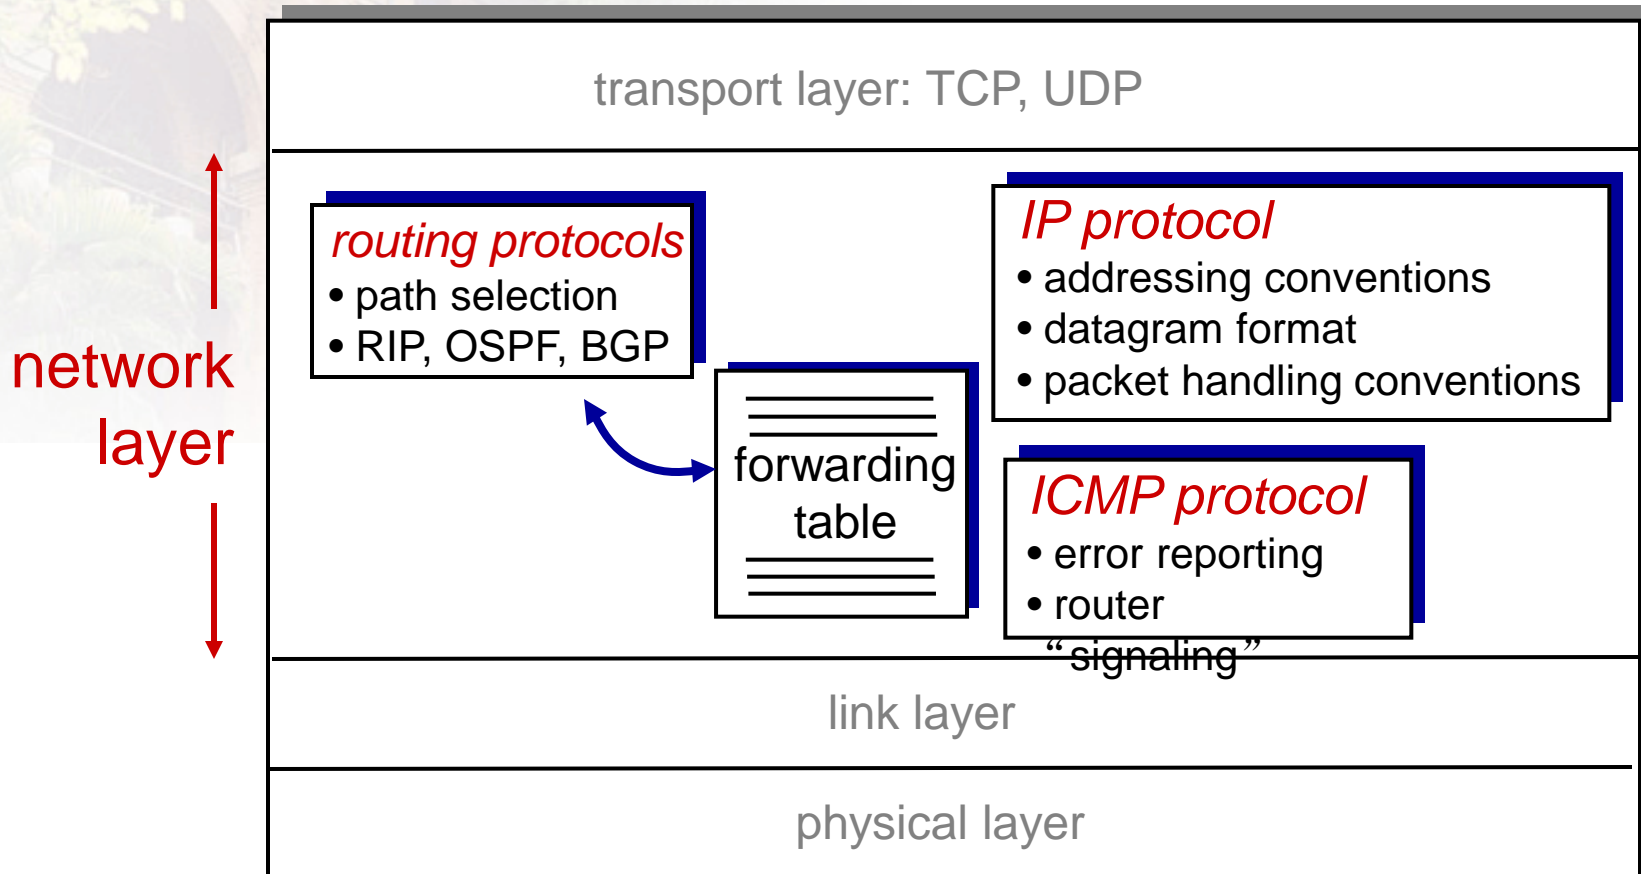 transport layer: TCP, UDP
network
layer
routing protocols
• path selection
• RIP, OSPF, BGP
forwarding
table
IP protocol
• addressing conventions
• datagram format
• packet handling conventions
ICMP protocol
• error reporting
• router
“signaling”
link layer
physical layer